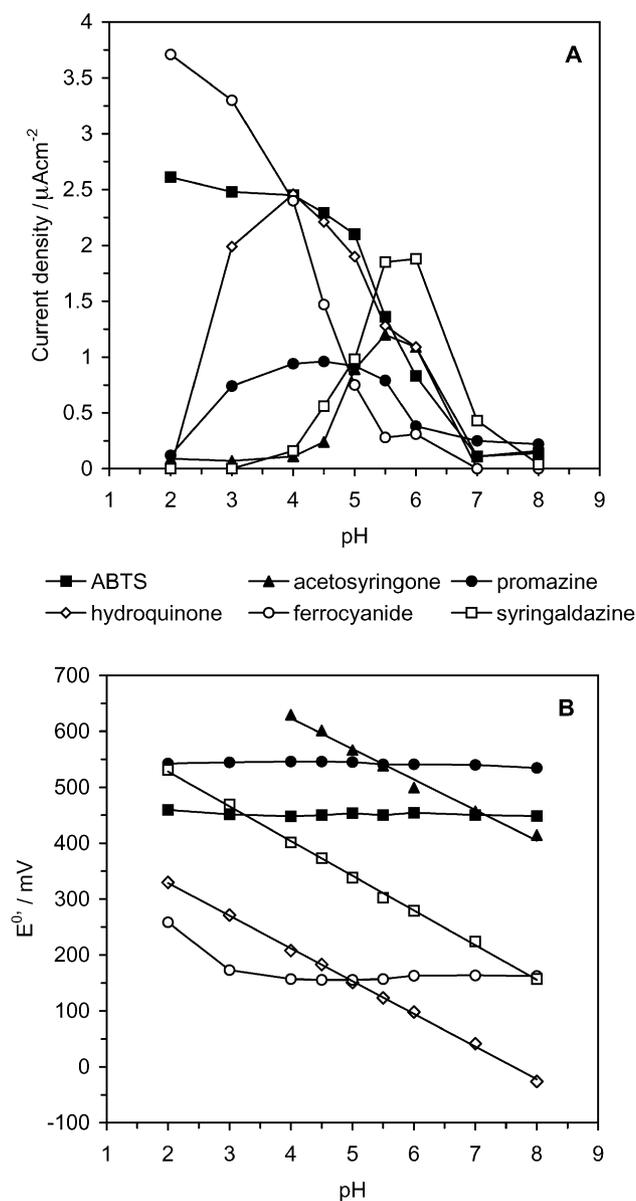 A
4
3.5
3
2.5
2
1.5
1
0.5
0
Current density / µAcm-2
1 2 3 4 5 6 7 8 9
pH
ABTS acetosyringone promazine
hydroquinone ferrocyanide syringaldazine
B
700
600
500
400
300
200
100
0
-100
E0' / mV
1 2 3 4 5 6 7 8 9
pH